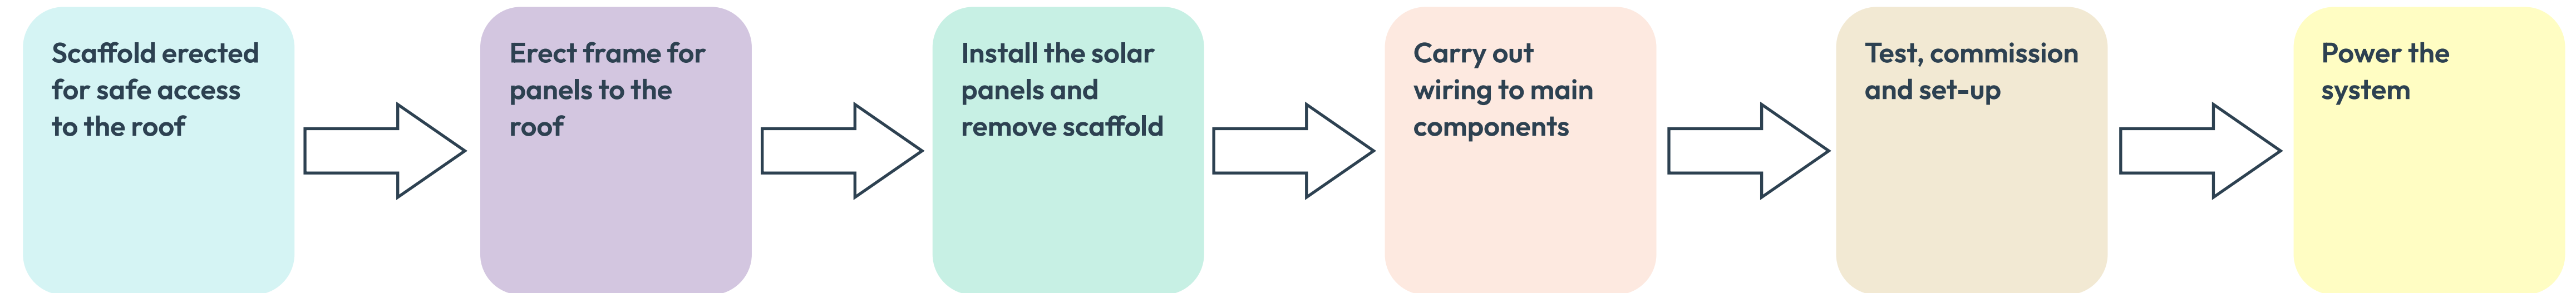 Scaffold erected
for safe access
to the roof
Erect frame for
panels to the
roof
Install the solar
panels and
remove scaffold
Carry out
wiring to main
components
Test, commission
and set-up
Power the
system